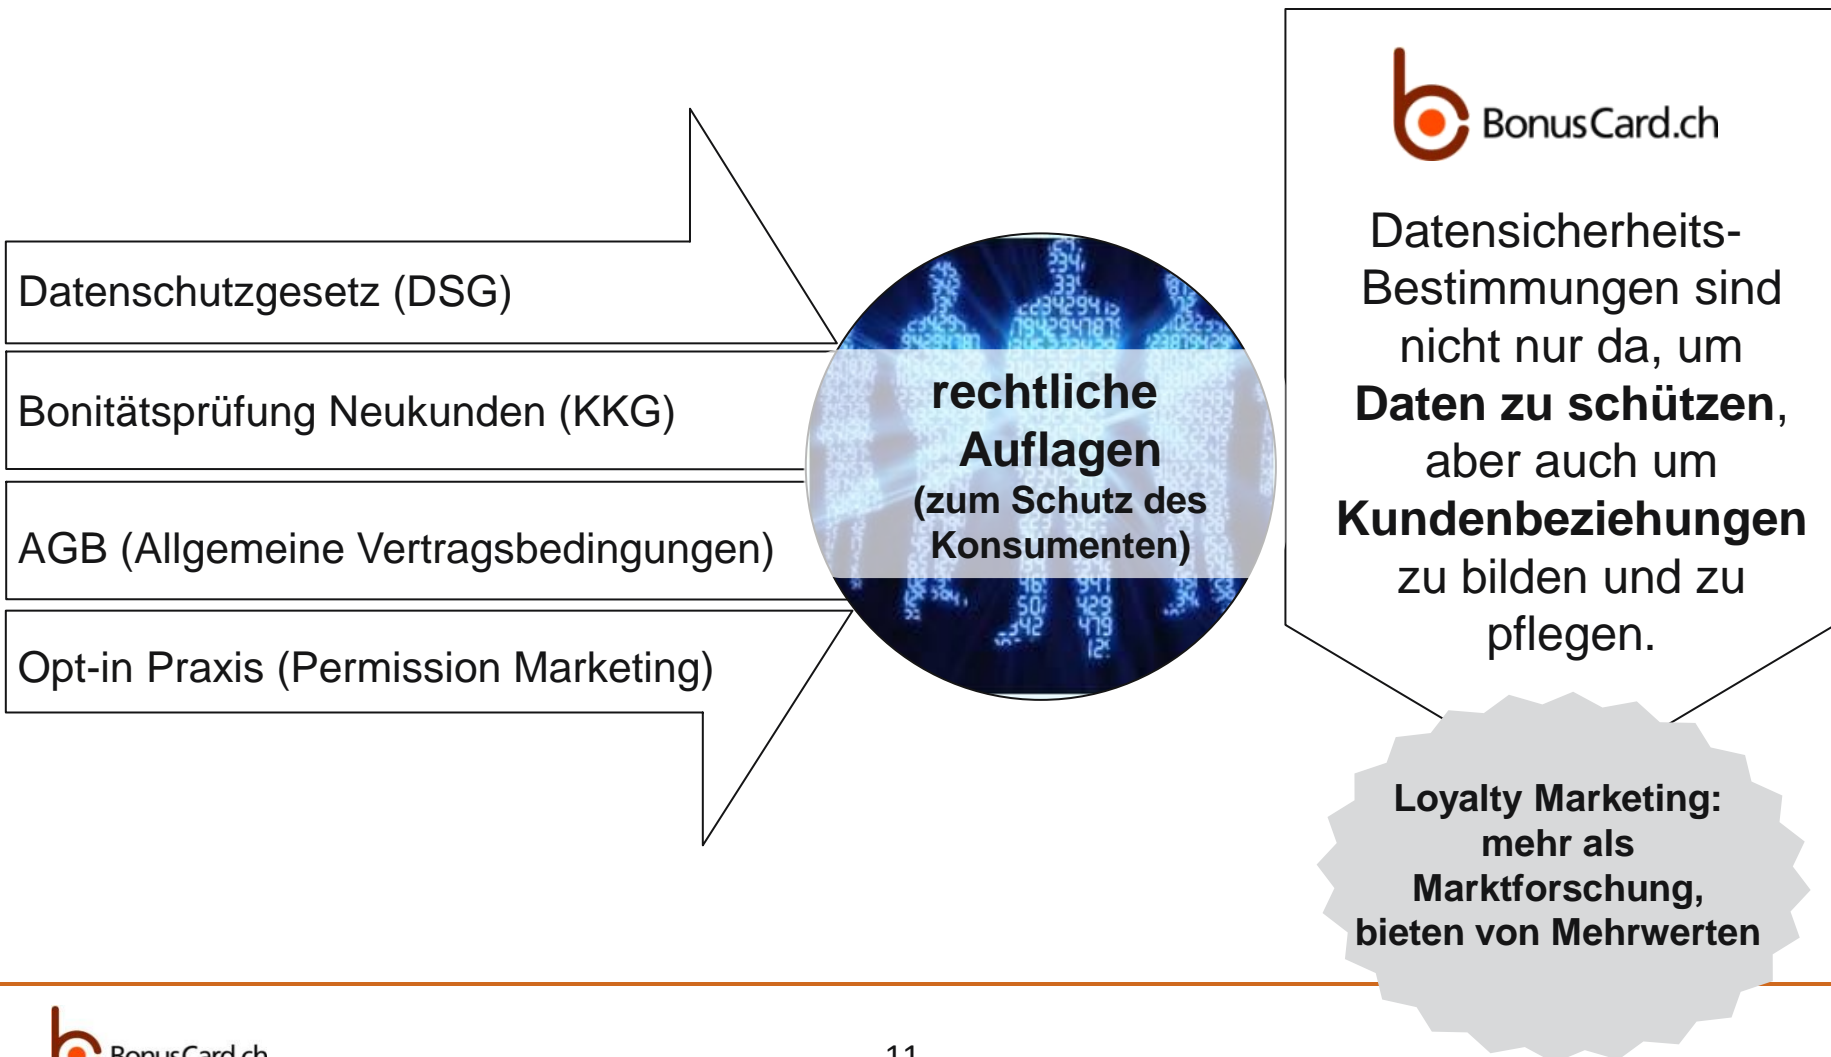 Datenschutzgesetz (DSG)
Bonitätsprüfung Neukunden (KKG)
AGB (Allgemeine Vertragsbedingungen)
Opt-in Praxis (Permission Marketing)
rechtliche
Auflagen
(zum Schutz des
Konsumenten)
BonusCard.ch
Datensicherheits-
Bestimmungen sind
nicht nur da, um
Daten zu schützen,
aber auch um
Kundenbeziehungen
zu bilden und zu
pflegen.
Loyalty Marketing:
mehr als
Marktforschung,
bieten von Mehrwerten
BonusCard.ch
11